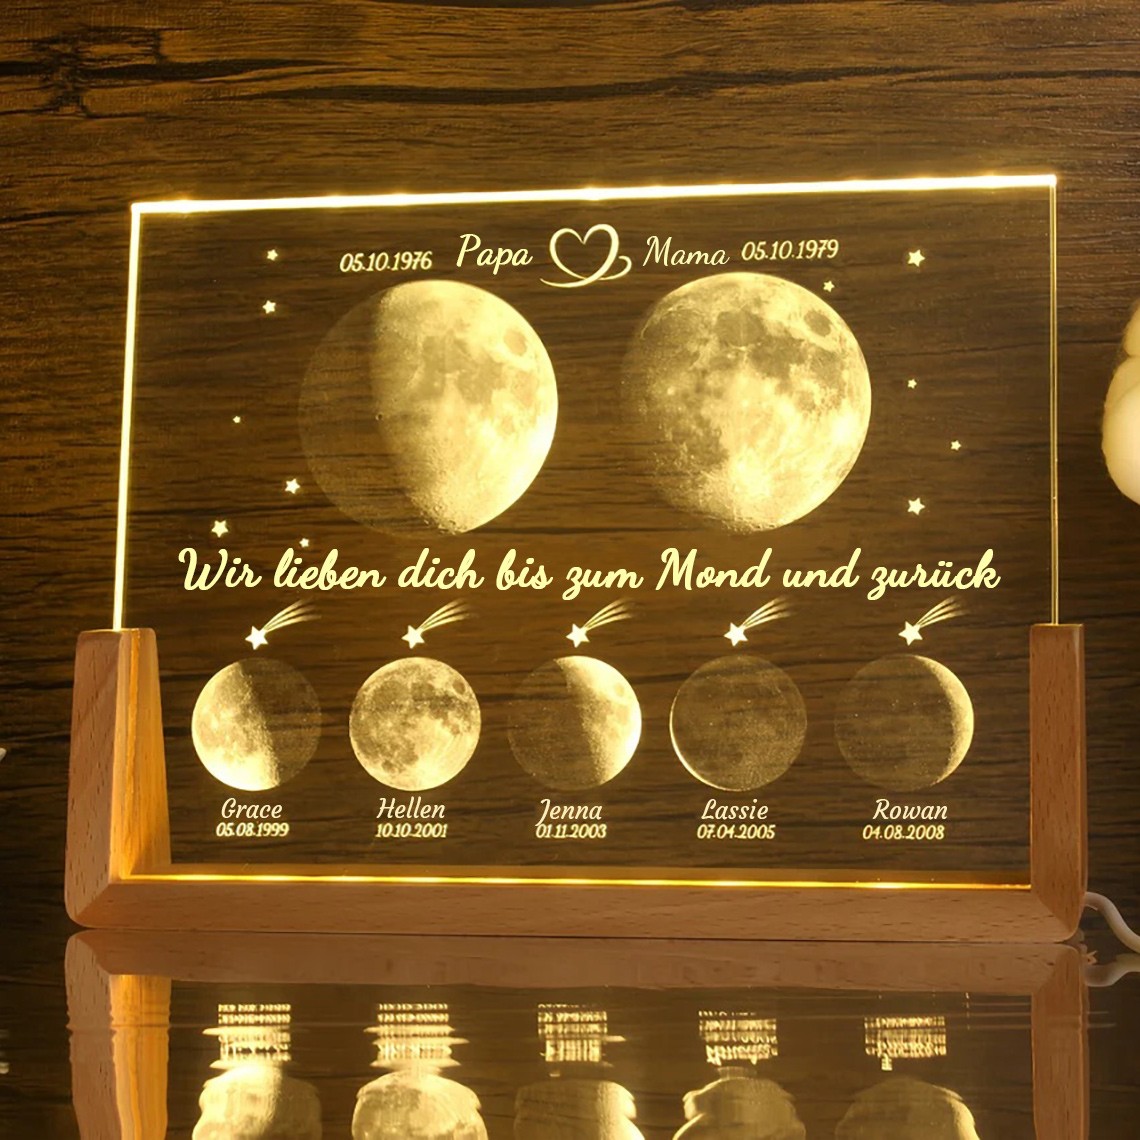 05.10.1976 Papa Mama 05.10.1979
Wir lieben dich bis zum Mond und zurück
Grace Hellen Jenna Lassie Rowan
05.08.1999 10.10.2001 01.11.2003 07.04.2005 04.08.2008